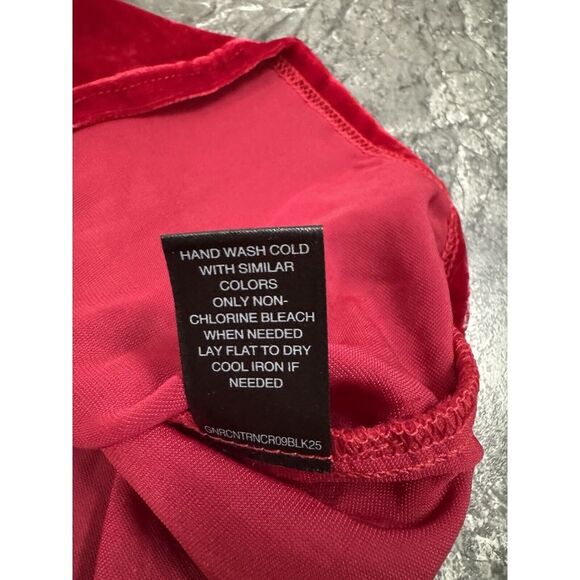 HAND WASH COLD
WITH SIMILAR
COLORS
ONLY NON-
CHLORINE BLEACH
WHEN NEEDED
LAY FLAT TO DRY
COOL IRON IF
NEEDED
GNRCNTRNCR09BLK25